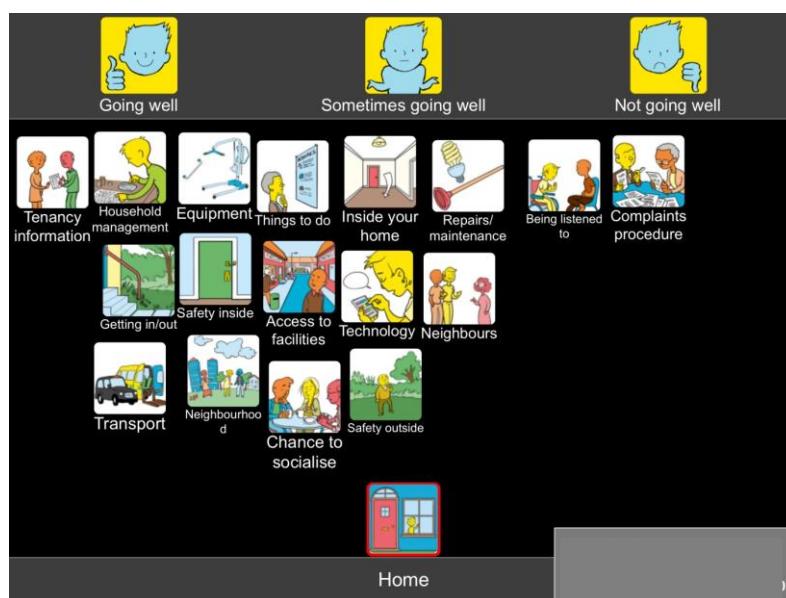 Going well
Sometimes going well
Not going well
Tenancy
information
Household
management
Equipment
Things to do
Inside your
home
Repairs/
maintenance
Being listened
to
Complaints
procedure
Getting in/out
Safety inside
Access to
facilities
Technology
Neighbours
Transport
Neighbourhoo
d
Chance to
socialise
Safety outside
Home